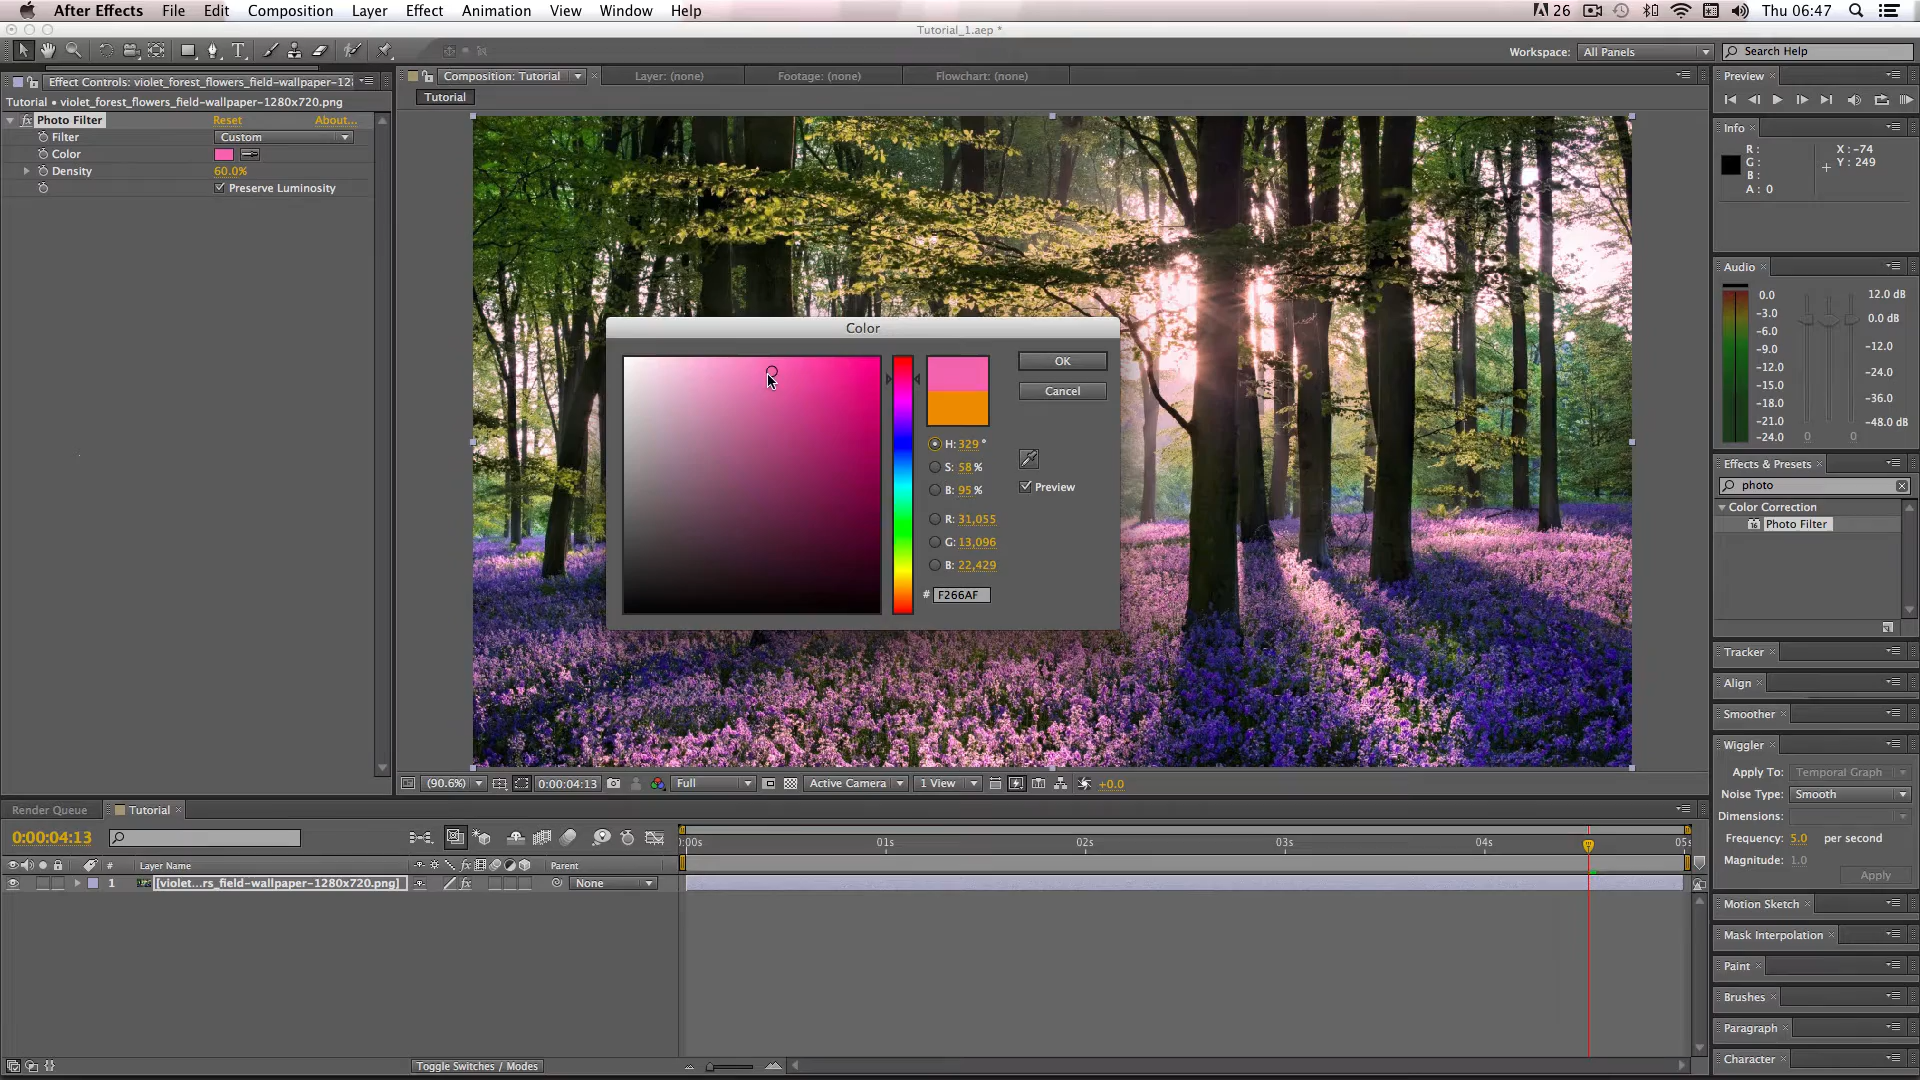 After Effects File Edit Composition Layer Effect Animation View Window Help 26 Thu 06:47
Tutorial_1.aep *
Workspace: All Panels Search Help
Effect Controls: violet_forest_flowers_field-wallpaper-12
Composition: Tutorial Layer: (none) Footage: (none) Flowchart: (none)
Tutorial
Tutorial • violet_forest_flowers_field-wallpaper-1280x720.png
fx Photo Filter Reset About...
Filter Custom
Color
Density 60.0%
Preserve Luminosity
Color
OK
Cancel
H: 329 °
S: 58 %
B: 95 %
Preview
R: 31,055
G: 13,096
B: 22,429
# F266AF
Preview
Info
R: X: -74
G: Y: 249
B:
A: 0
Audio
0.0 12.0 dB
-3.0 0.0 dB
-6.0
-9.0 -12.0
-12.0
-15.0 -24.0
-18.0 -36.0
-21.0 -48.0 dB
-24.0 0 0
Effects & Presets
photo
Color Correction
Photo Filter
Tracker
Align
Smoother
Wiggler
Apply To: Temporal Graph
Noise Type: Smooth
Dimensions:
Frequency: 5.0 per second
Magnitude: 1.0
Apply
Motion Sketch
Mask Interpolation
Paint
Brushes
Paragraph
Character
(90.6%) 0:00:04:13 Full Active Camera 1 View +0.0
Render Queue Tutorial
0:00:04:13
):00s 01s 02s 03s 04s 05s
# Layer Name fx Parent
1 [violet...rs_field-wallpaper-1280x720.png] fx None
Toggle Switches / Modes